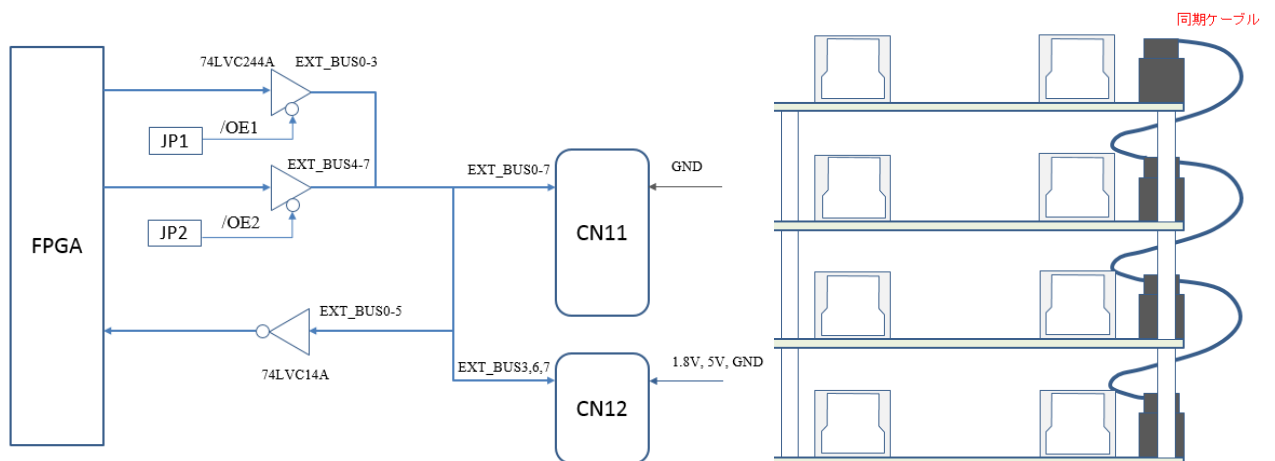 同期ケーブル
74LVC244A
EXT_BUS0-3
JP1
/OE1
EXT_BUS4-7
JP2
/OE2
FPGA
EXT_BUS0-7
GND
CN11
EXT_BUS0-5
74LVC14A
EXT_BUS3,6,7
1.8V, 5V, GND
CN12